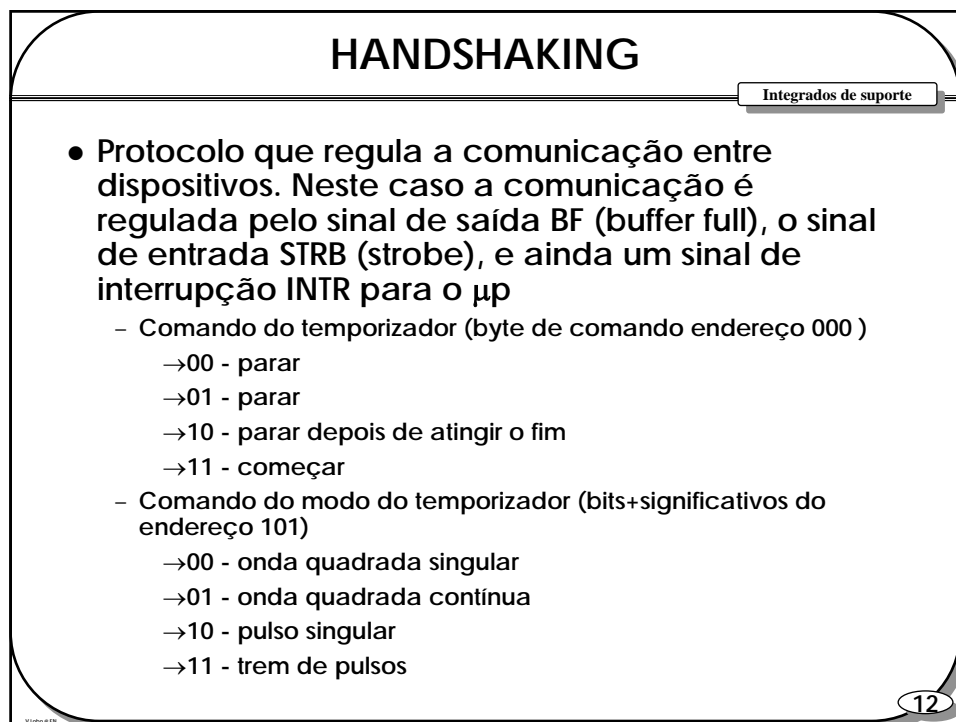 HANDSHAKING
Integrados de suporte
● Protocolo que regula a comunicação entre
dispositivos. Neste caso a comunicação é
regulada pelo sinal de saída BF (buffer full), o sinal
de entrada STRB (strobe), e ainda um sinal de
interrupção INTR para o μp
– Comando do temporizador (byte de comando endereço 000 )
→00 - parar
→01 - parar
→10 - parar depois de atingir o fim
→11 - começar
– Comando do modo do temporizador (bits+significativos do
endereço 101)
→00 - onda quadrada singular
→01 - onda quadrada contínua
→10 - pulso singular
→11 - trem de pulsos
12